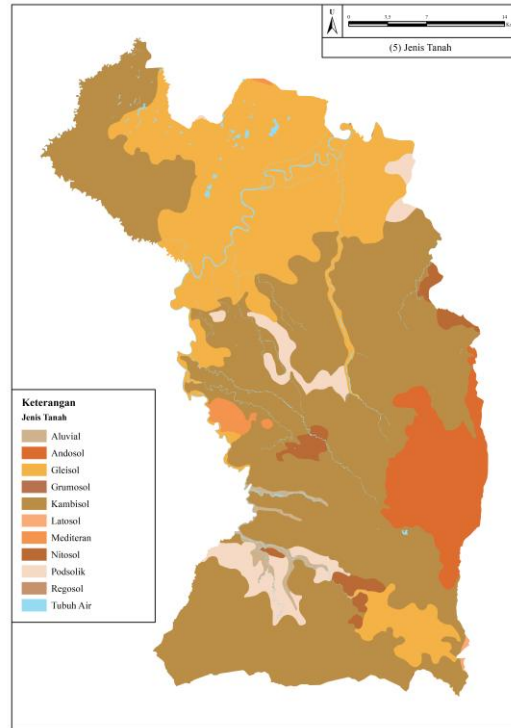 U
0 3,5 7 14
(5) Jenis Tanah
Keterangan
Jenis Tanah
Aluvial
Andosol
Gleisol
Grumosol
Kambisol
Latosol
Mediteran
Nitosol
Podsolik
Regosol
Tubuh Air